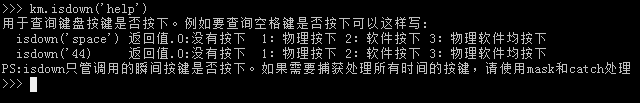 >>> km.isdown('help')
用于查询键盘按键是否按下。例如要查询空格键是否按下可以这样写:
isdown('space') 返回值.0:没有按下 1: 物理按下 2: 软件按下 3: 物理软件均按下
isdown('44') 返回值.0:没有按下 1: 物理按下 2: 软件按下 3: 物理软件均按下
PS:isdown只管调用的瞬间按键是否按下。如果需要捕获处理所有时间的按键，请使用mask和catch处理
>>>